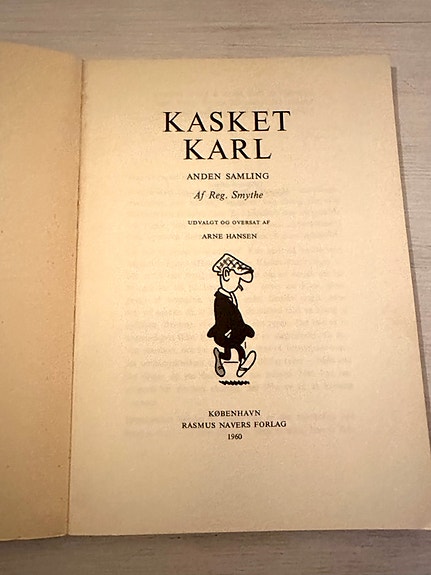 KASKET
KARL
ANDEN SAMLING
Af Reg. Smythe
UDVALGT OG OVERSAT AF
ARNE HANSEN
KØBENHAVN
RASMUS NAVERS FORLAG
1960